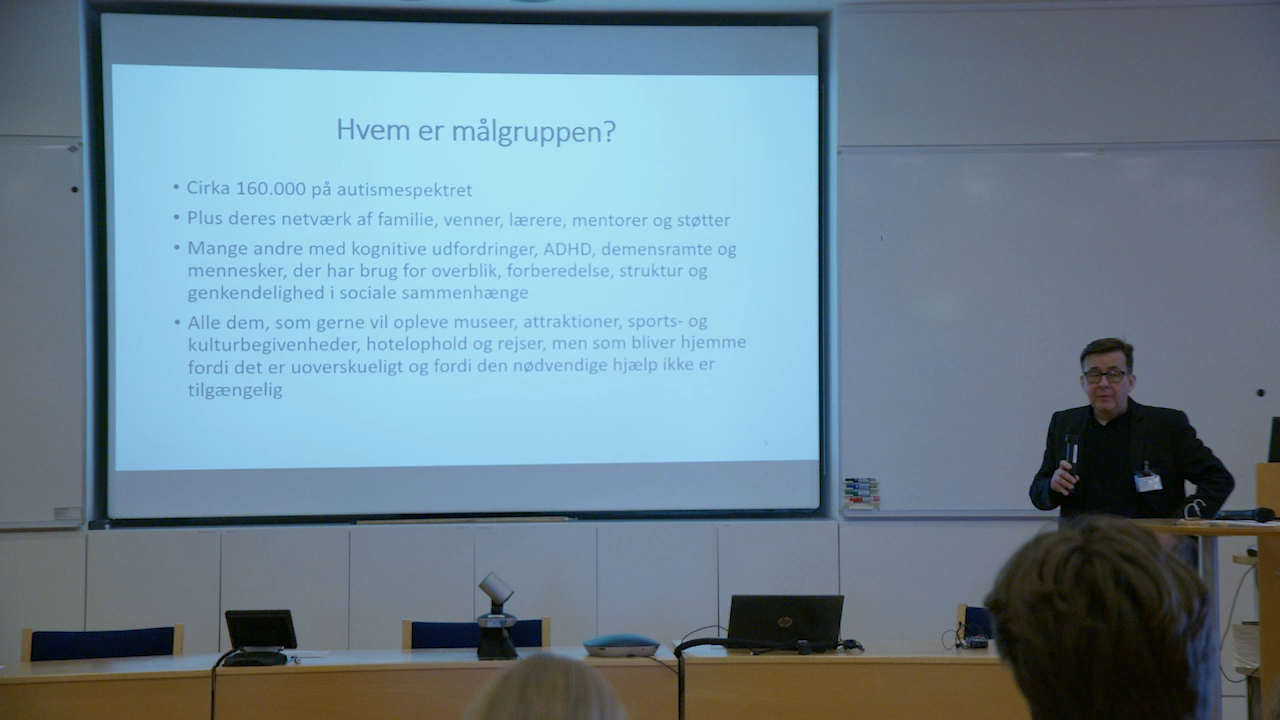 Hvem er målgruppen?
• Cirka 160.000 på autismespektret
• Plus deres netværk af familie, venner, lærere, mentorer og støtter
• Mange andre med kognitive udfordringer, ADHD, demensramte og
mennesker, der har brug for overblik, forberedelse, struktur og
genkendelighed i sociale sammenhænge
• Alle dem, som gerne vil opleve museer, attraktioner, sports- og
kulturbegivenheder, hotelophold og rejser, men som bliver hjemme
fordi det er uoverskueligt og fordi den nødvendige hjælp ikke er
tilgængelig
hp